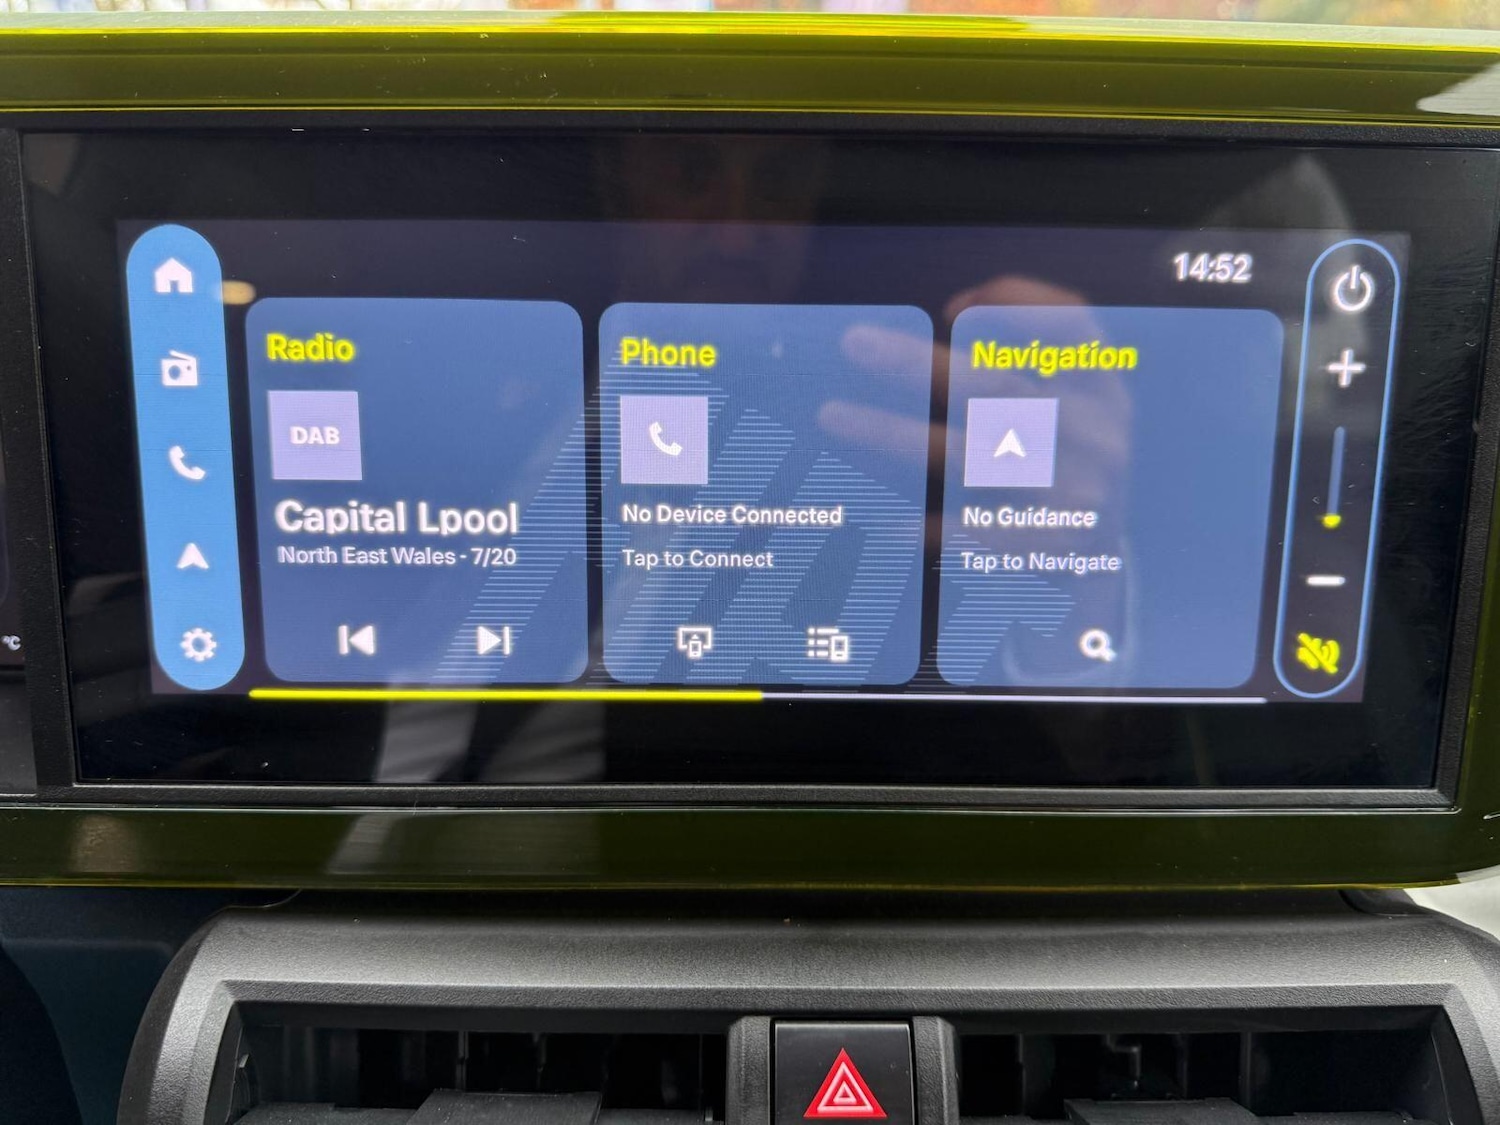 14:52
Radio
DAB
Capital Lpool
North East Wales - 7/20
Phone
No Device Connected
Tap to Connect
Navigation
No Guidance
Tap to Navigate
°C